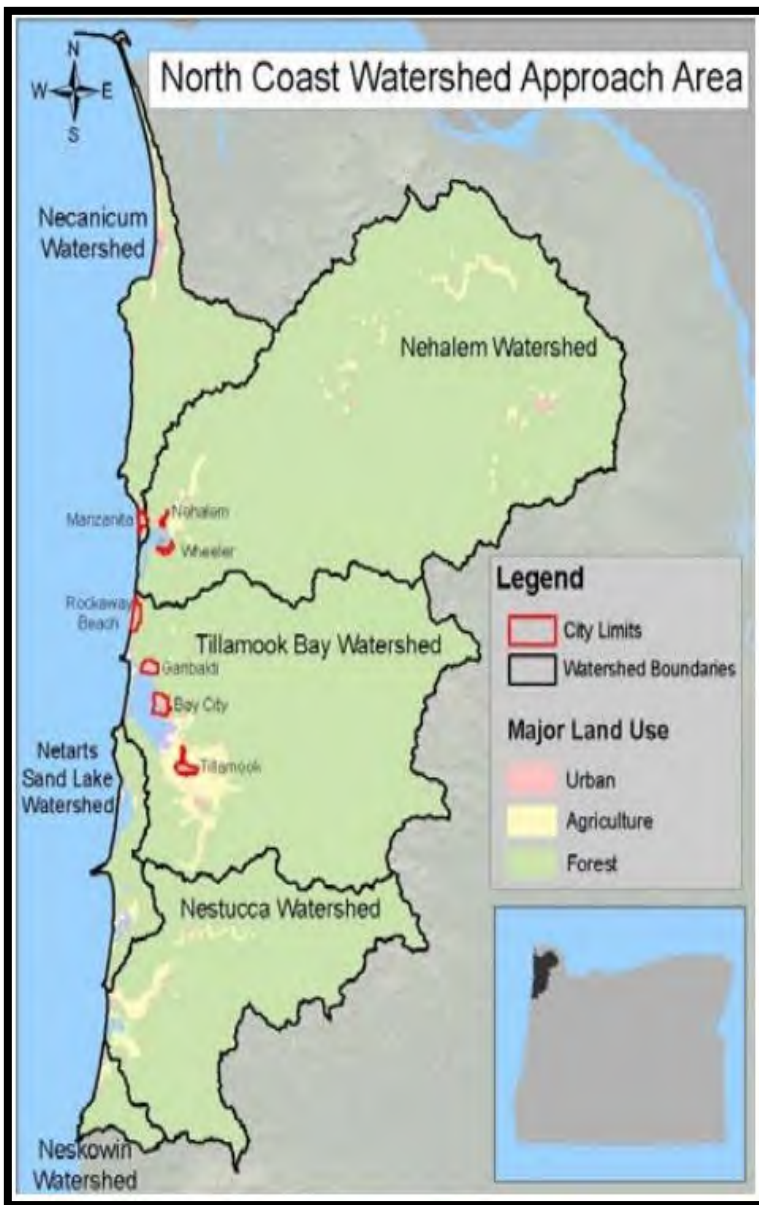 North Coast Watershed Approach Area
N
W
E
S
Necanicum
Watershed
Nehalem Watershed
Manzanita
Nehalem
Wheeler
Rockaway
Beach
Tillamook Bay Watershed
Garibaldi
Bay City
Netarts
Sand Lake
Watershed
Tillamook
Nestucca Watershed
Neskowin
Watershed
Legend
City Limits
Watershed Boundaries
Major Land Use
Urban
Agriculture
Forest